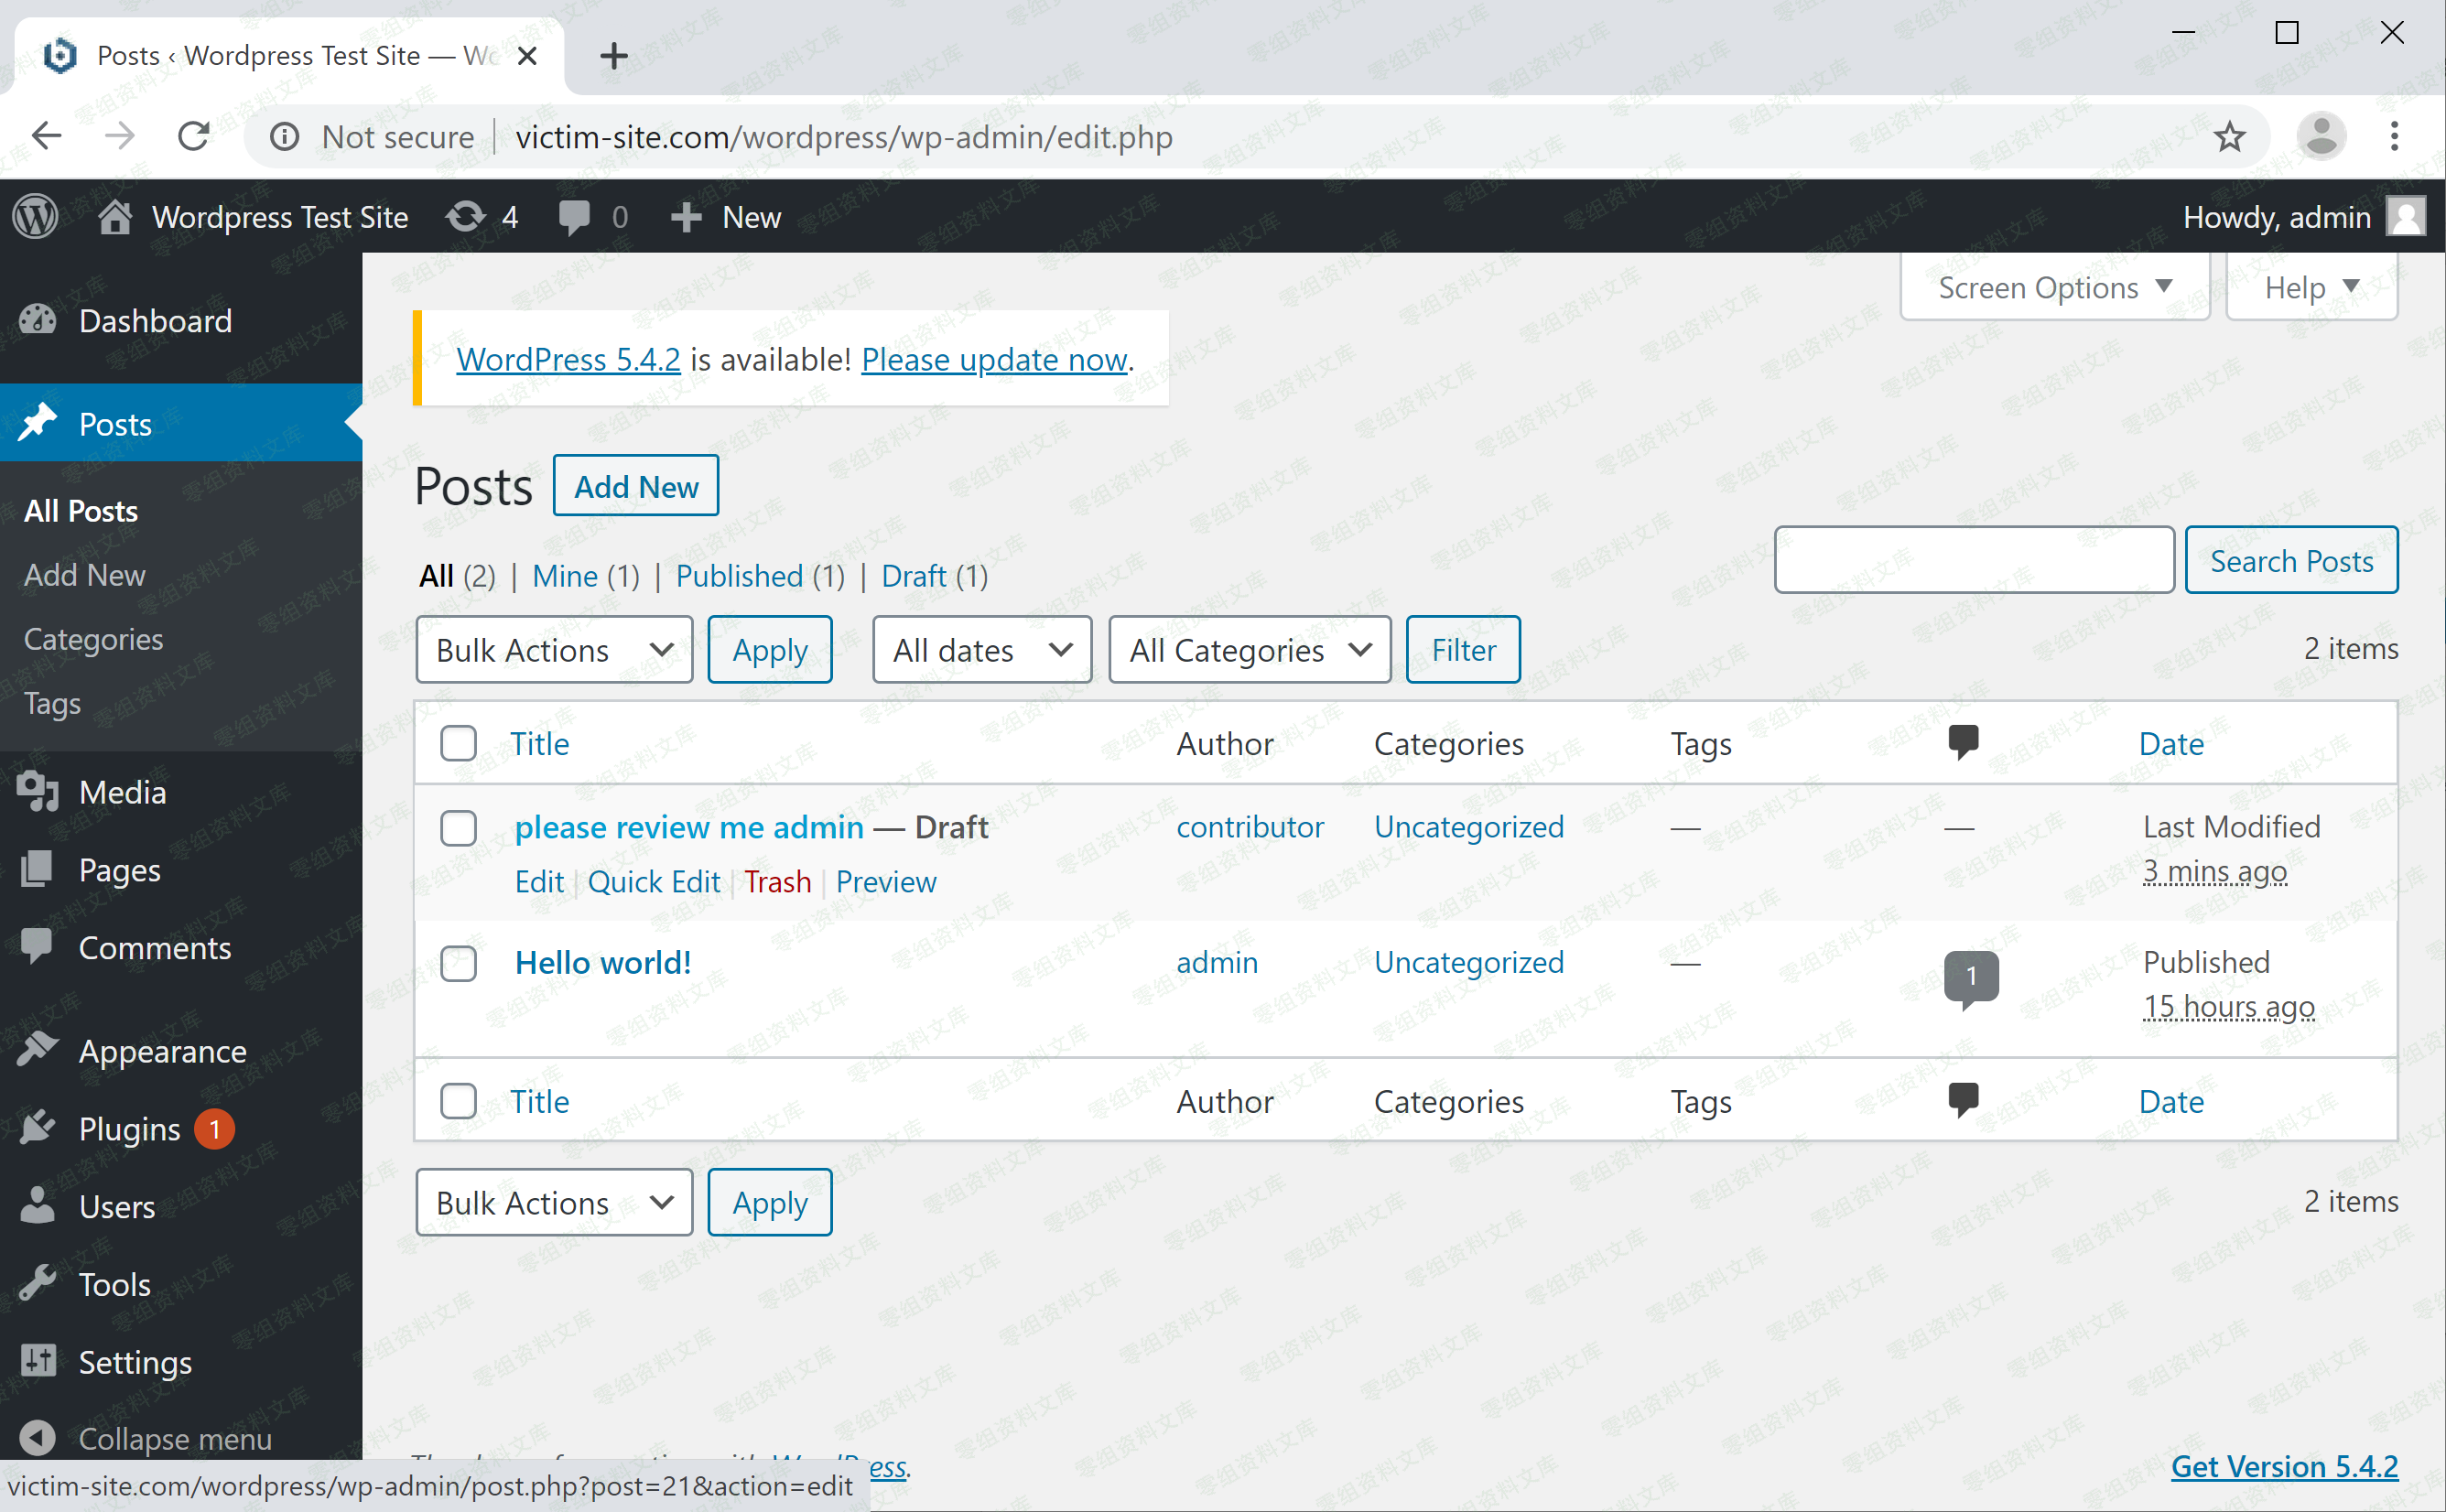 Posts ‹ Wordpress Test Site — Wo
Not secure | victim-site.com/wordpress/wp-admin/edit.php
Wordpress Test Site 4 0 New
Howdy, admin
Screen Options Help
Dashboard
Posts
All Posts
Add New
Categories
Tags
Media
Pages
Comments
Appearance
Plugins 1
Users
Tools
Settings
Collapse menu
WordPress 5.4.2 is available! Please update now.
Posts Add New
All (2) | Mine (1) | Published (1) | Draft (1)
Search Posts
Bulk Actions Apply All dates All Categories Filter
2 items
Title Author Categories Tags Date
please review me admin — Draft contributor Uncategorized — — Last Modified
Edit | Quick Edit | Trash | Preview 3 mins ago
Hello world! admin Uncategorized — 1 Published
15 hours ago
Title Author Categories Tags Date
Bulk Actions Apply
2 items
Get Version 5.4.2
victim-site.com/wordpress/wp-admin/post.php?post=21&action=edit
零组资料文库